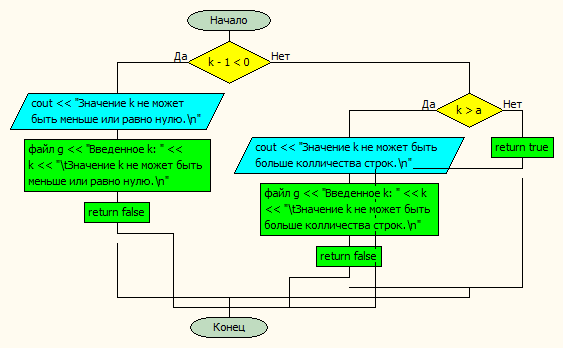 Начало
Да
k - 1 < 0
Нет
cout << "Значение k не может
быть меньше или равно нулю.\n"
файл g << "Введенное k: " <<
k << "\tЗначение k не может быть
меньше или равно нулю.\n"
return false
Да
k > a
Нет
return true
cout << "Значение k не может быть
больше колличества строк.\n"
файл g << "Введенное k: " << k
<< "\tЗначение k не может быть
больше колличества строк.\n"
return false
Конец